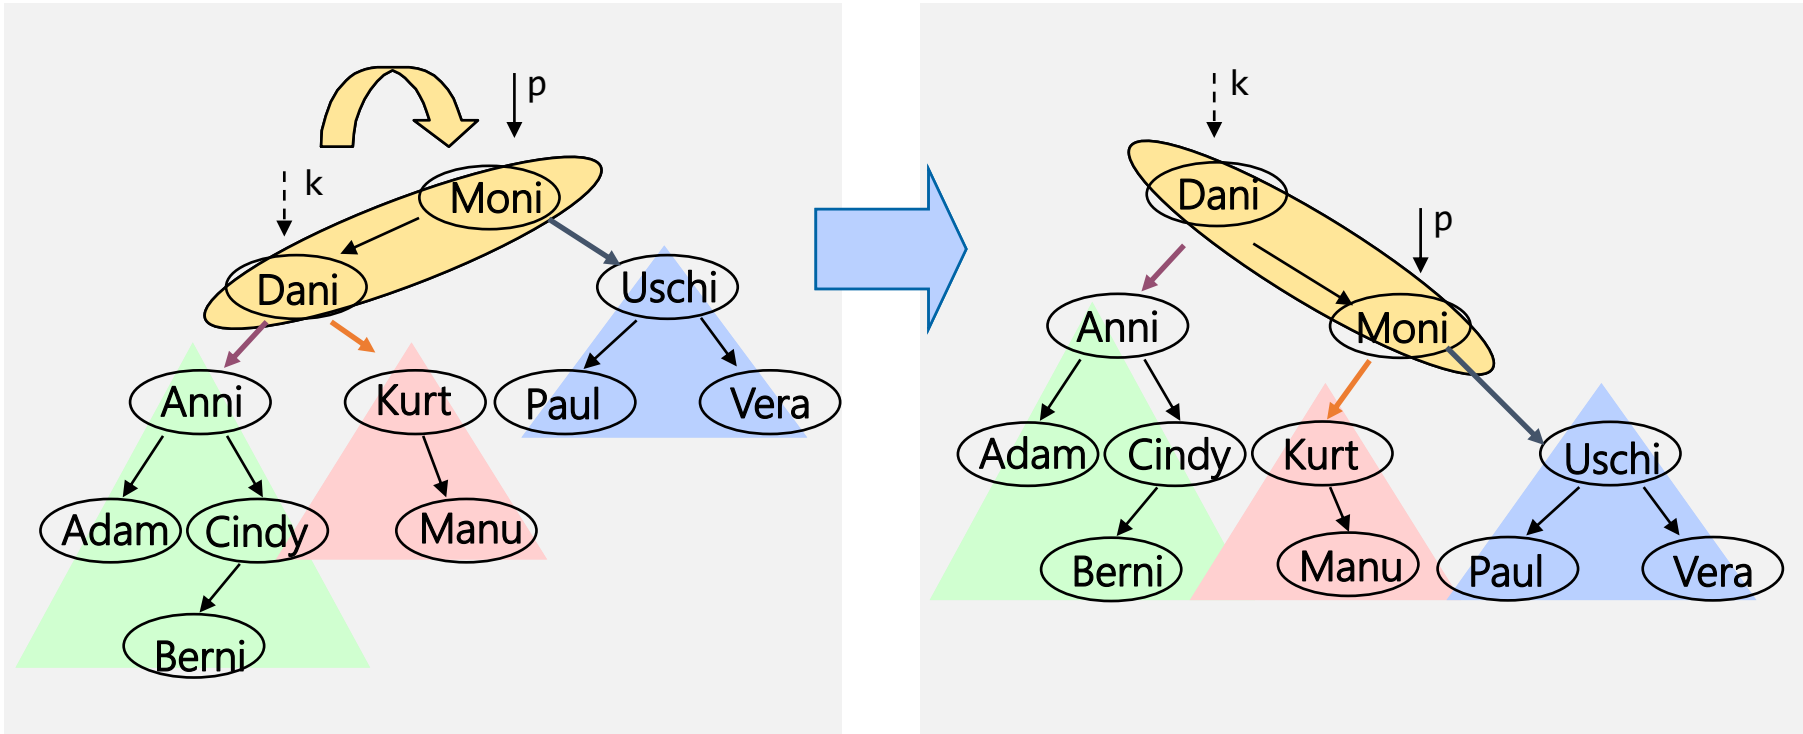 p
k
Moni
Dani
Uschi
Anni
Kurt
Paul
Vera
Adam
Cindy
Manu
Berni
k
Dani
p
Anni
Moni
Adam
Cindy
Kurt
Uschi
Berni
Manu
Paul
Vera